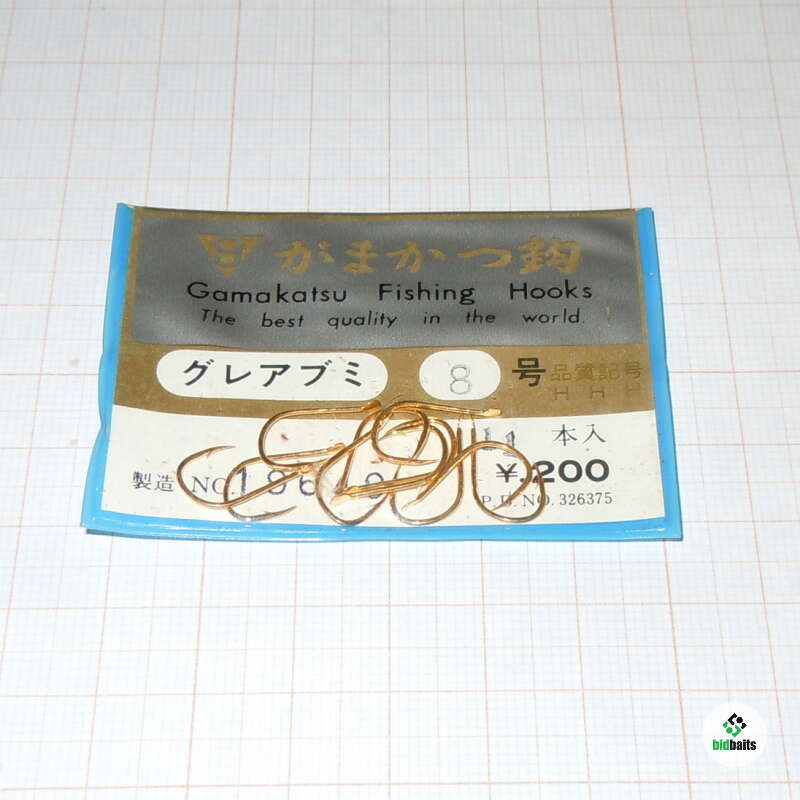 がまかつ鈎
Gamakatsu Fishing Hooks
The best quality in the world.
グレアブミ 8 号 品質記号
本入
製造 NO.
¥.200
NO. 326375
bidbaits